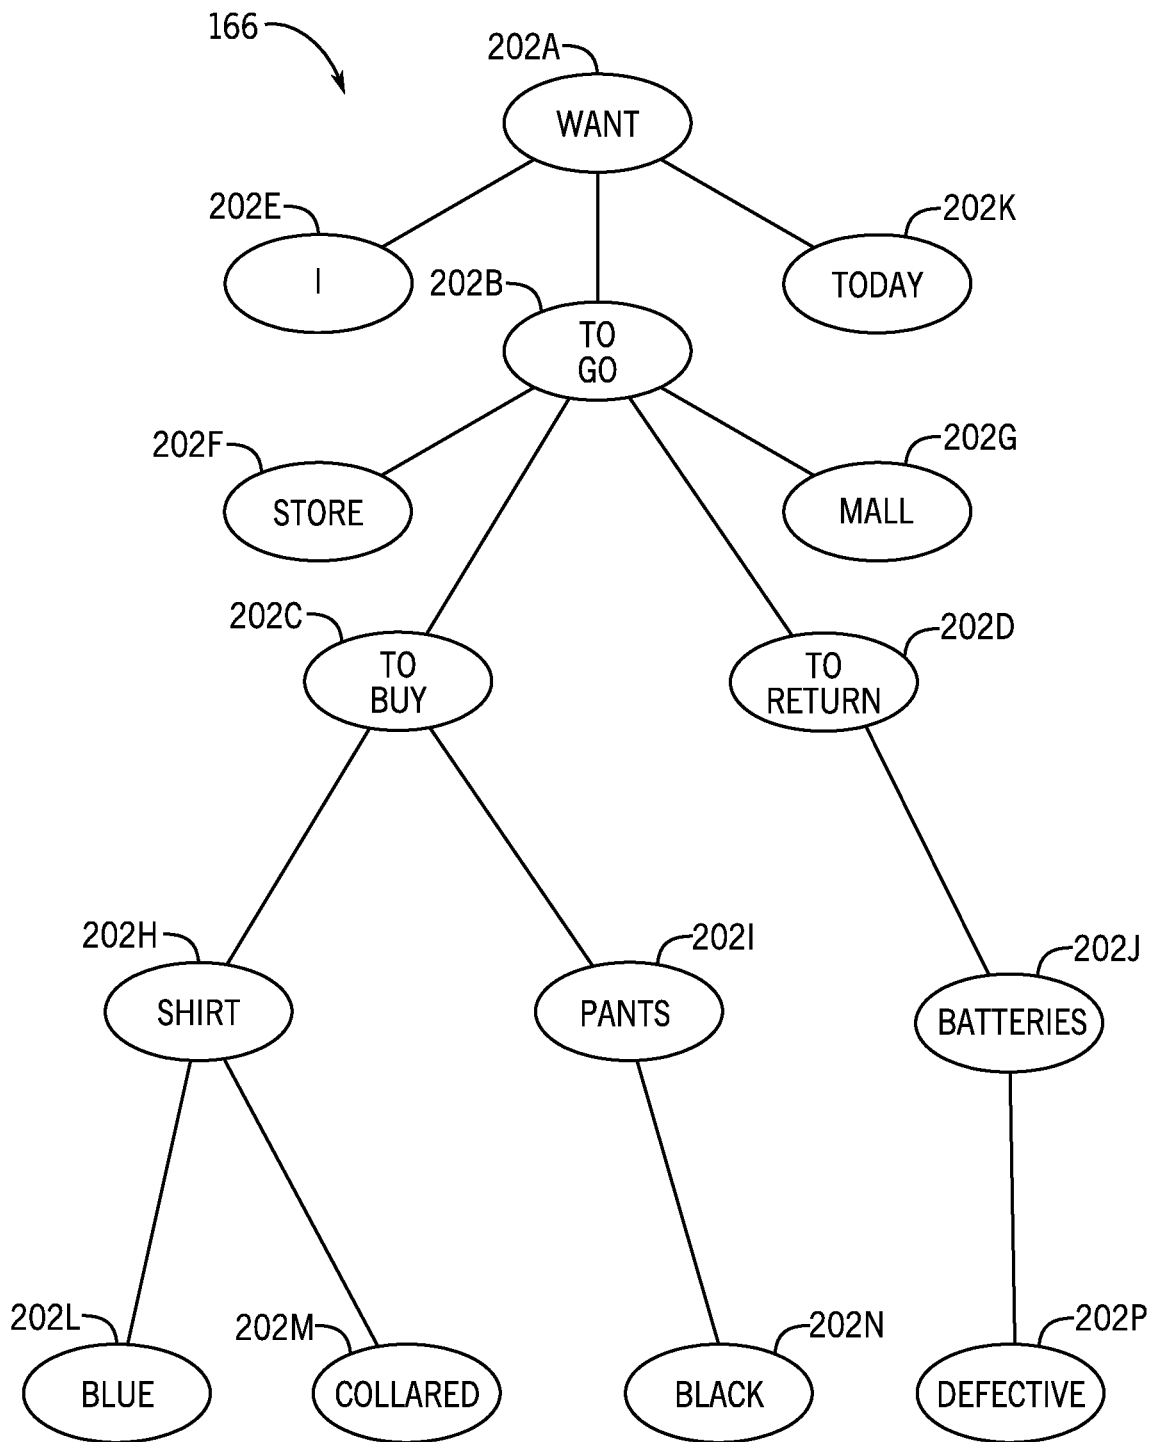 166
202A
WANT
202E
202K
I
TODAY
202B
TO
GO
202F
202G
STORE
MALL
202C
202D
TO
BUY
TO
RETURN
202H
202I
202J
SHIRT
PANTS
BATTERIES
202L
202M
202N
202P
BLUE
COLLARED
BLACK
DEFECTIVE